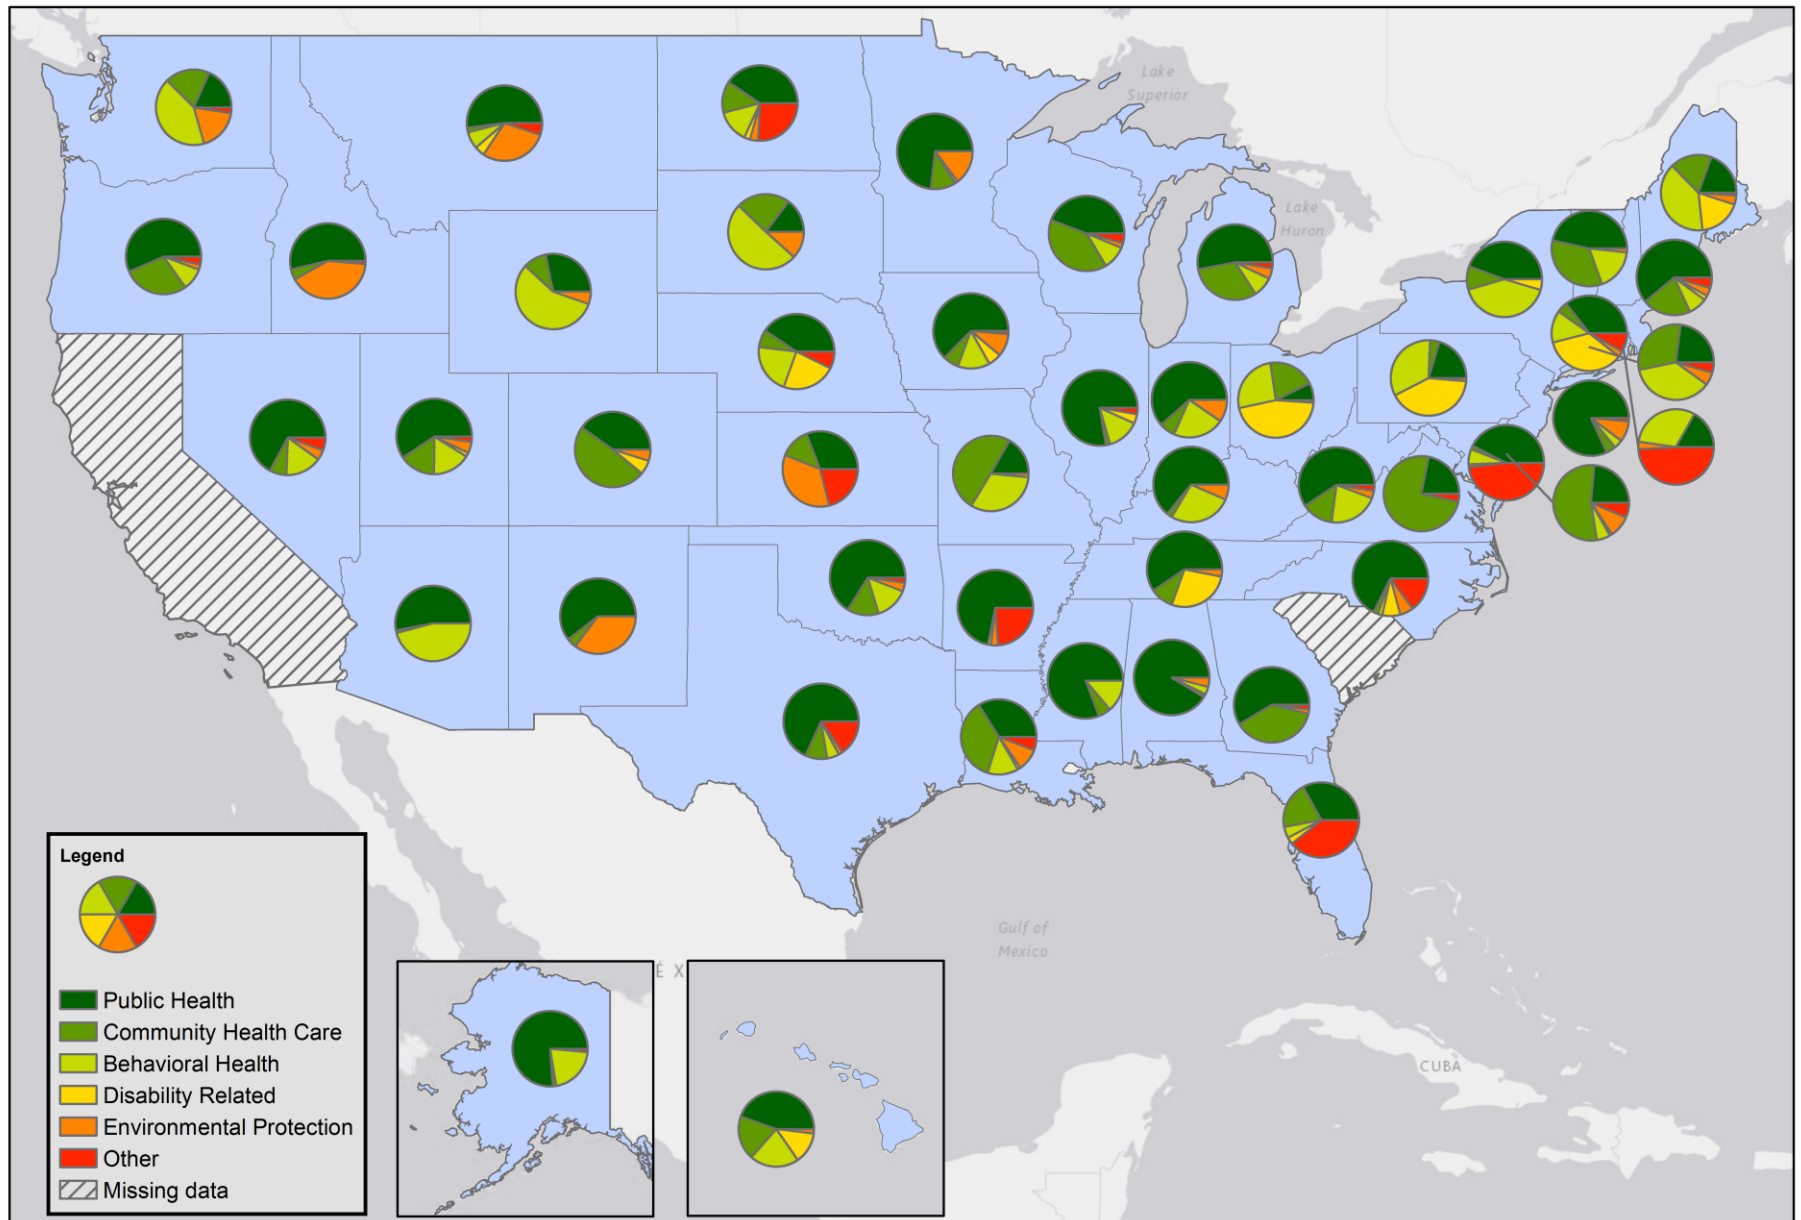 Lake
Superior
Lake
Huron
Gulf of
Mexico
É X
CUBA
Legend
Public Health
Community Health Care
Behavioral Health
Disability Related
Environmental Protection
Other
Missing data